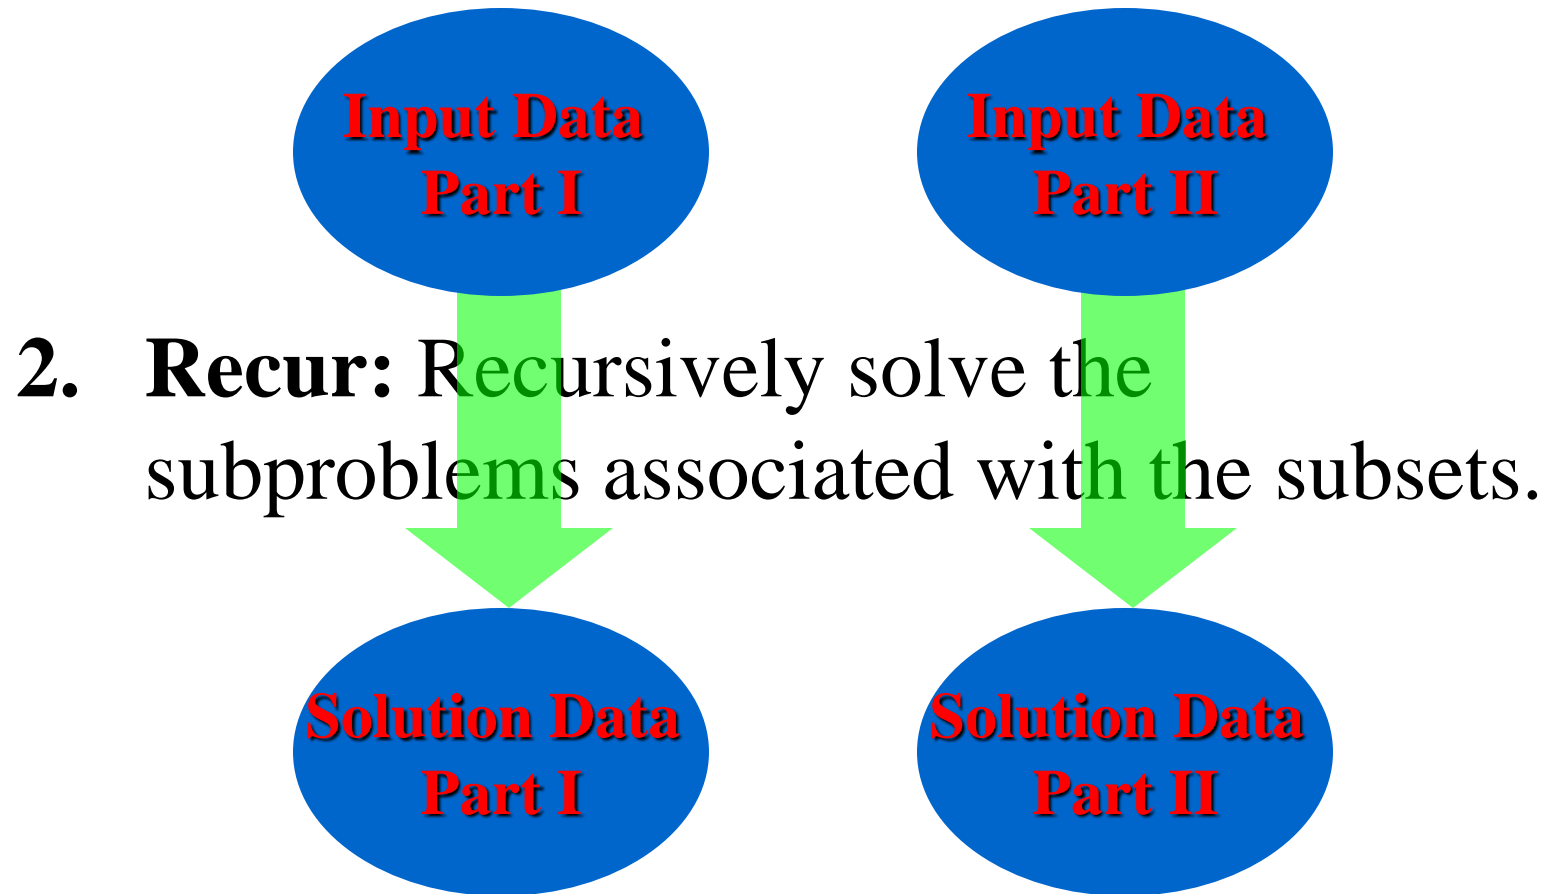 Input Data
Part I
Input Data
Part II
2. Recur: Recursively solve the
subproblems associated with the subsets.
Solution Data
Part I
Solution Data
Part II